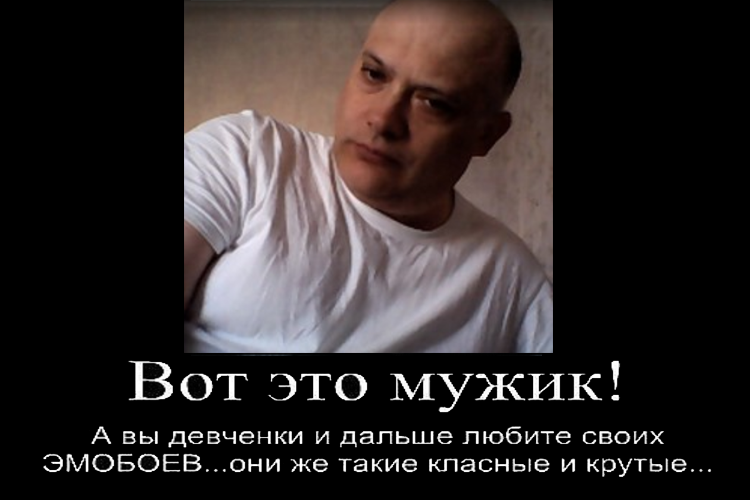 Вот это мужик!
А вы девченки и дальше любите своих
ЭМОБОЕВ...они же такие класные и крутые...